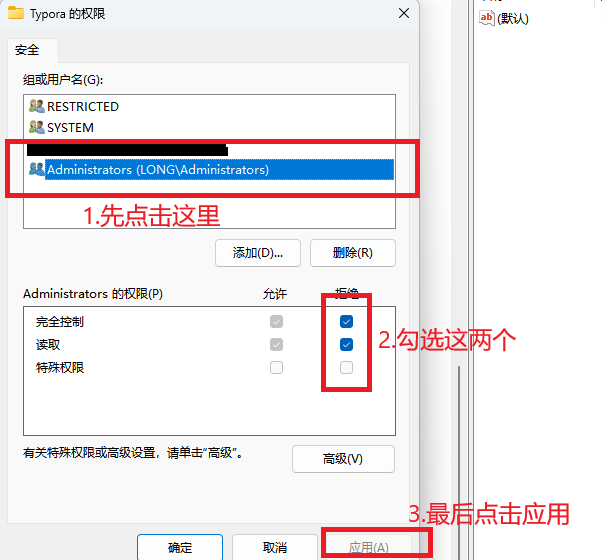 Typora 的权限
ab (默认)
安全
组或用户名(G):
RESTRICTED
SYSTEM
Administrators (LONG\Administrators)
1.先点击这里
添加(D)...
删除(R)
Administrators 的权限(P)
允许
拒绝
完全控制
读取
特殊权限
2.勾选这两个
有关特殊权限或高级设置，请单击“高级”。
高级(V)
3.最后点击应用
确定
取消
应用(A)